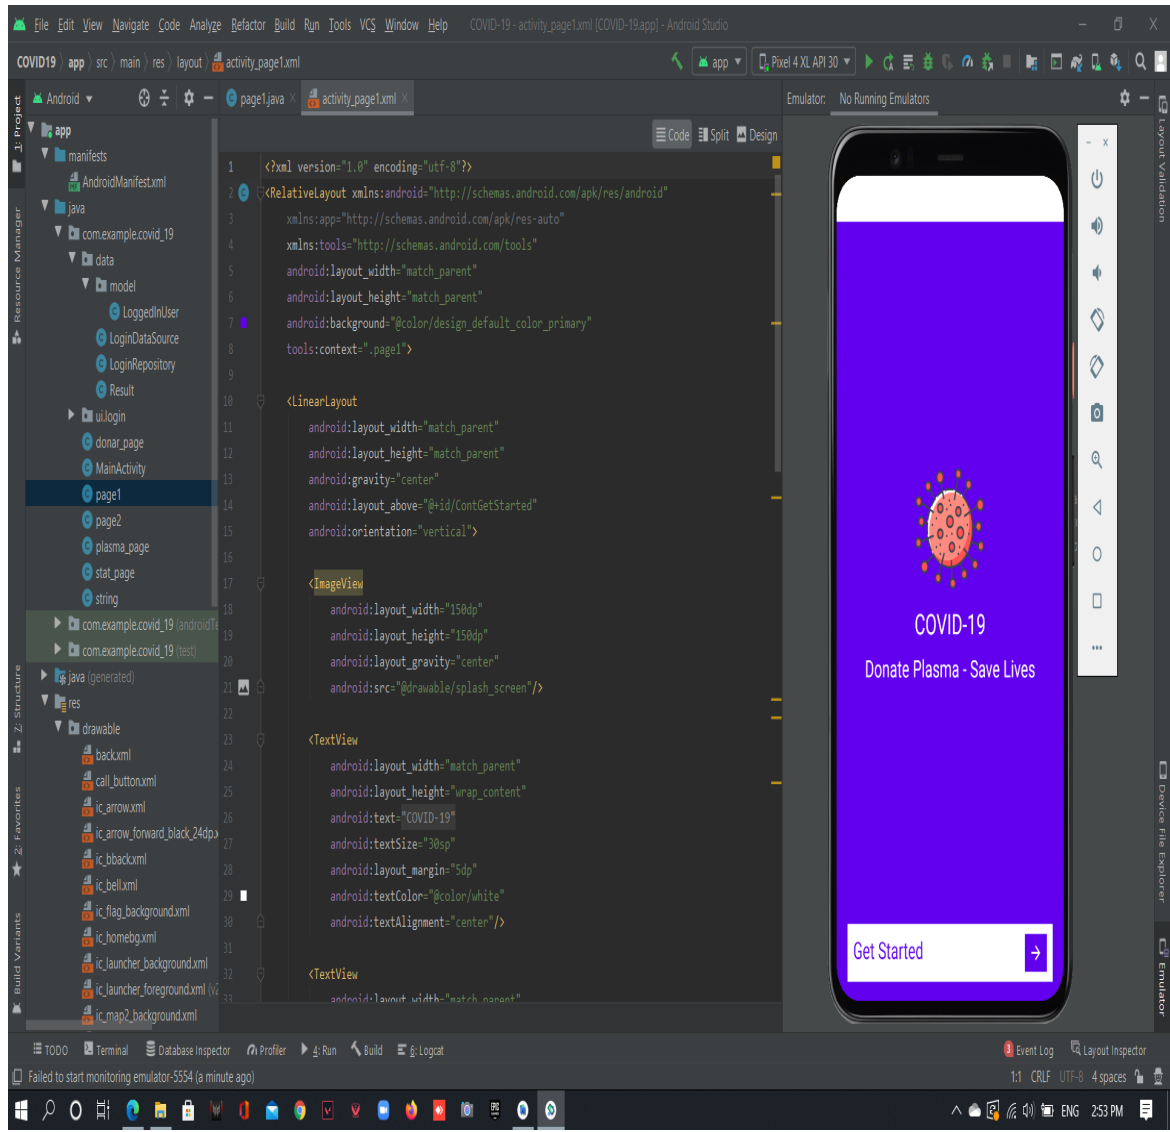 File Edit View Navigate Code Analyze Refactor Build Run Tools VCS Window Help COVID-19 - activity_page1.xml [COVID-19.app] - Android Studio
COVID19 app src main res layout activity_page1.xml app Pixel 4 XL API 30
Android page1.java activity_page1.xml Emulator: No Running Emulators
Code Split Design
1: Project
Resource Manager
Z: Structure
2: Favorites
Build Variants
app
manifests
AndroidManifest.xml
java
com.example.covid_19
data
model
LoggedInUser
LoginDataSource
LoginRepository
Result
ui.login
donar_page
MainActivity
page1
page2
plasma_page
stat_page
string
com.example.covid_19 (androidTe
com.example.covid_19 (test)
java (generated)
res
drawable
back.xml
call_button.xml
ic_arrow.xml
ic_arrow_forward_black_24dp.x
ic_bback.xml
ic_bell.xml
ic_flag_background.xml
ic_homebg.xml
ic_launcher_background.xml
ic_launcher_foreground.xml (v2
ic_map2_background.xml
1 <?xml version="1.0" encoding="utf-8"?>
2 <RelativeLayout xmlns:android="http://schemas.android.com/apk/res/android"
3 xmlns:app="http://schemas.android.com/apk/res-auto"
4 xmlns:tools="http://schemas.android.com/tools"
5 android:layout_width="match_parent"
6 android:layout_height="match_parent"
7 android:background="@color/design_default_color_primary"
8 tools:context=".page1">
9
10 <LinearLayout
11 android:layout_width="match_parent"
12 android:layout_height="match_parent"
13 android:gravity="center"
14 android:layout_above="@+id/ContGetStarted"
15 android:orientation="vertical">
16
17 <ImageView
18 android:layout_width="150dp"
19 android:layout_height="150dp"
20 android:layout_gravity="center"
21 android:src="@drawable/splash_screen"/>
22
23 <TextView
24 android:layout_width="match_parent"
25 android:layout_height="wrap_content"
26 android:text="COVID-19"
27 android:textSize="30sp"
28 android:layout_margin="5dp"
29 android:textColor="@color/white"
30 android:textAlignment="center"/>
31
32 <TextView
33 android:layout_width="match_parent"
COVID-19
Donate Plasma - Save Lives
Get Started
Layout Validation
Device File Explorer
Emulator
TODO Terminal Database Inspector Profiler 4: Run Build 6: Logcat 3 Event Log Layout Inspector
Failed to start monitoring emulator-5554 (a minute ago) 1:1 CRLF UTF-8 4 spaces
ENG 2:53 PM